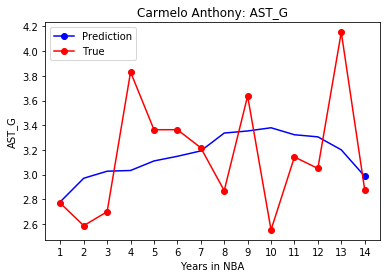 Carmelo Anthony: AST_G
Prediction
True
AST_G
4.2
4.0
3.8
3.6
3.4
3.2
3.0
2.8
2.6
1 2 3 4 5 6 7 8 9 10 11 12 13 14
Years in NBA